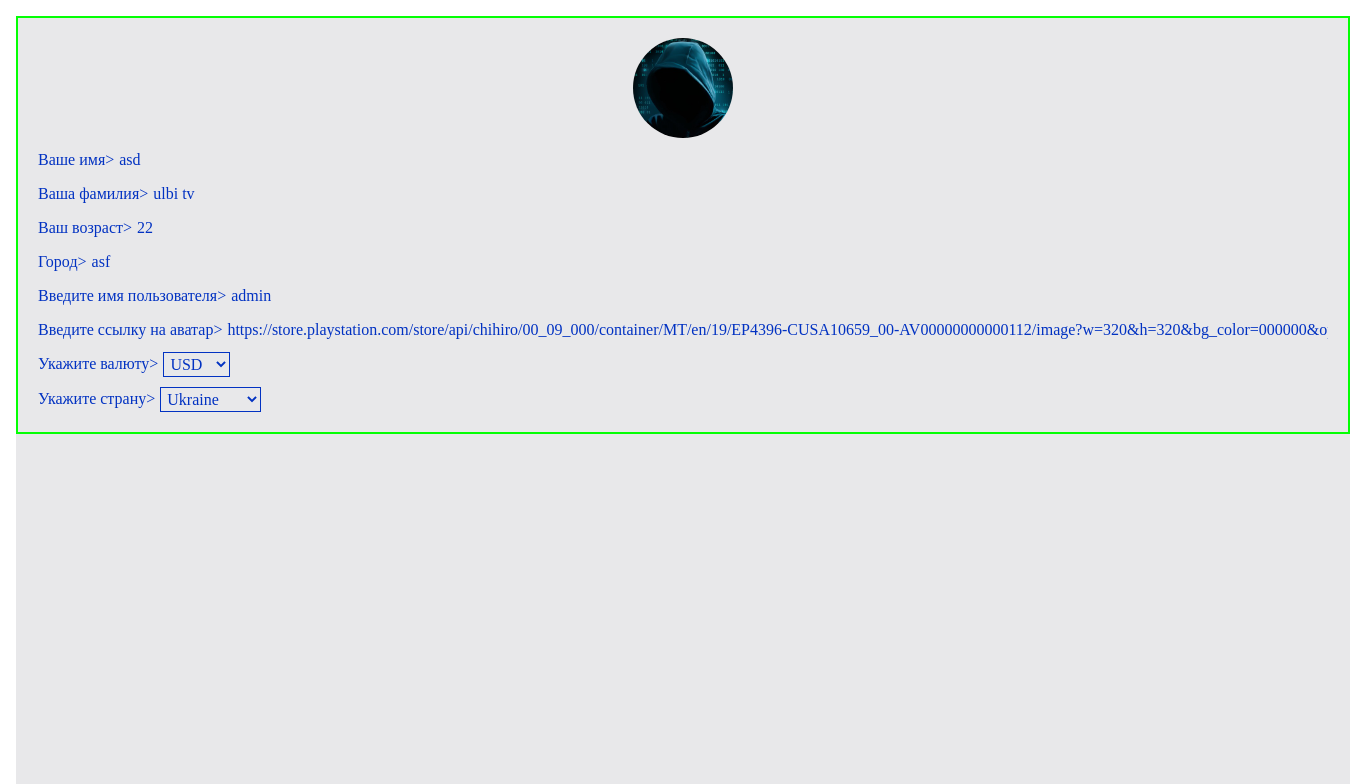 Ваше имя> asd
Ваша фамилия> ulbi tv
Ваш возраст> 22
Город> asf
Введите имя пользователя> admin
Введите ссылку на аватар> https://store.playstation.com/store/api/chihiro/00_09_000/container/MT/en/19/EP4396-CUSA10659_00-AV00000000000112/image?w=320&h=320&bg_color=000000&o
Укажите валюту> USD
Укажите страну> Ukraine